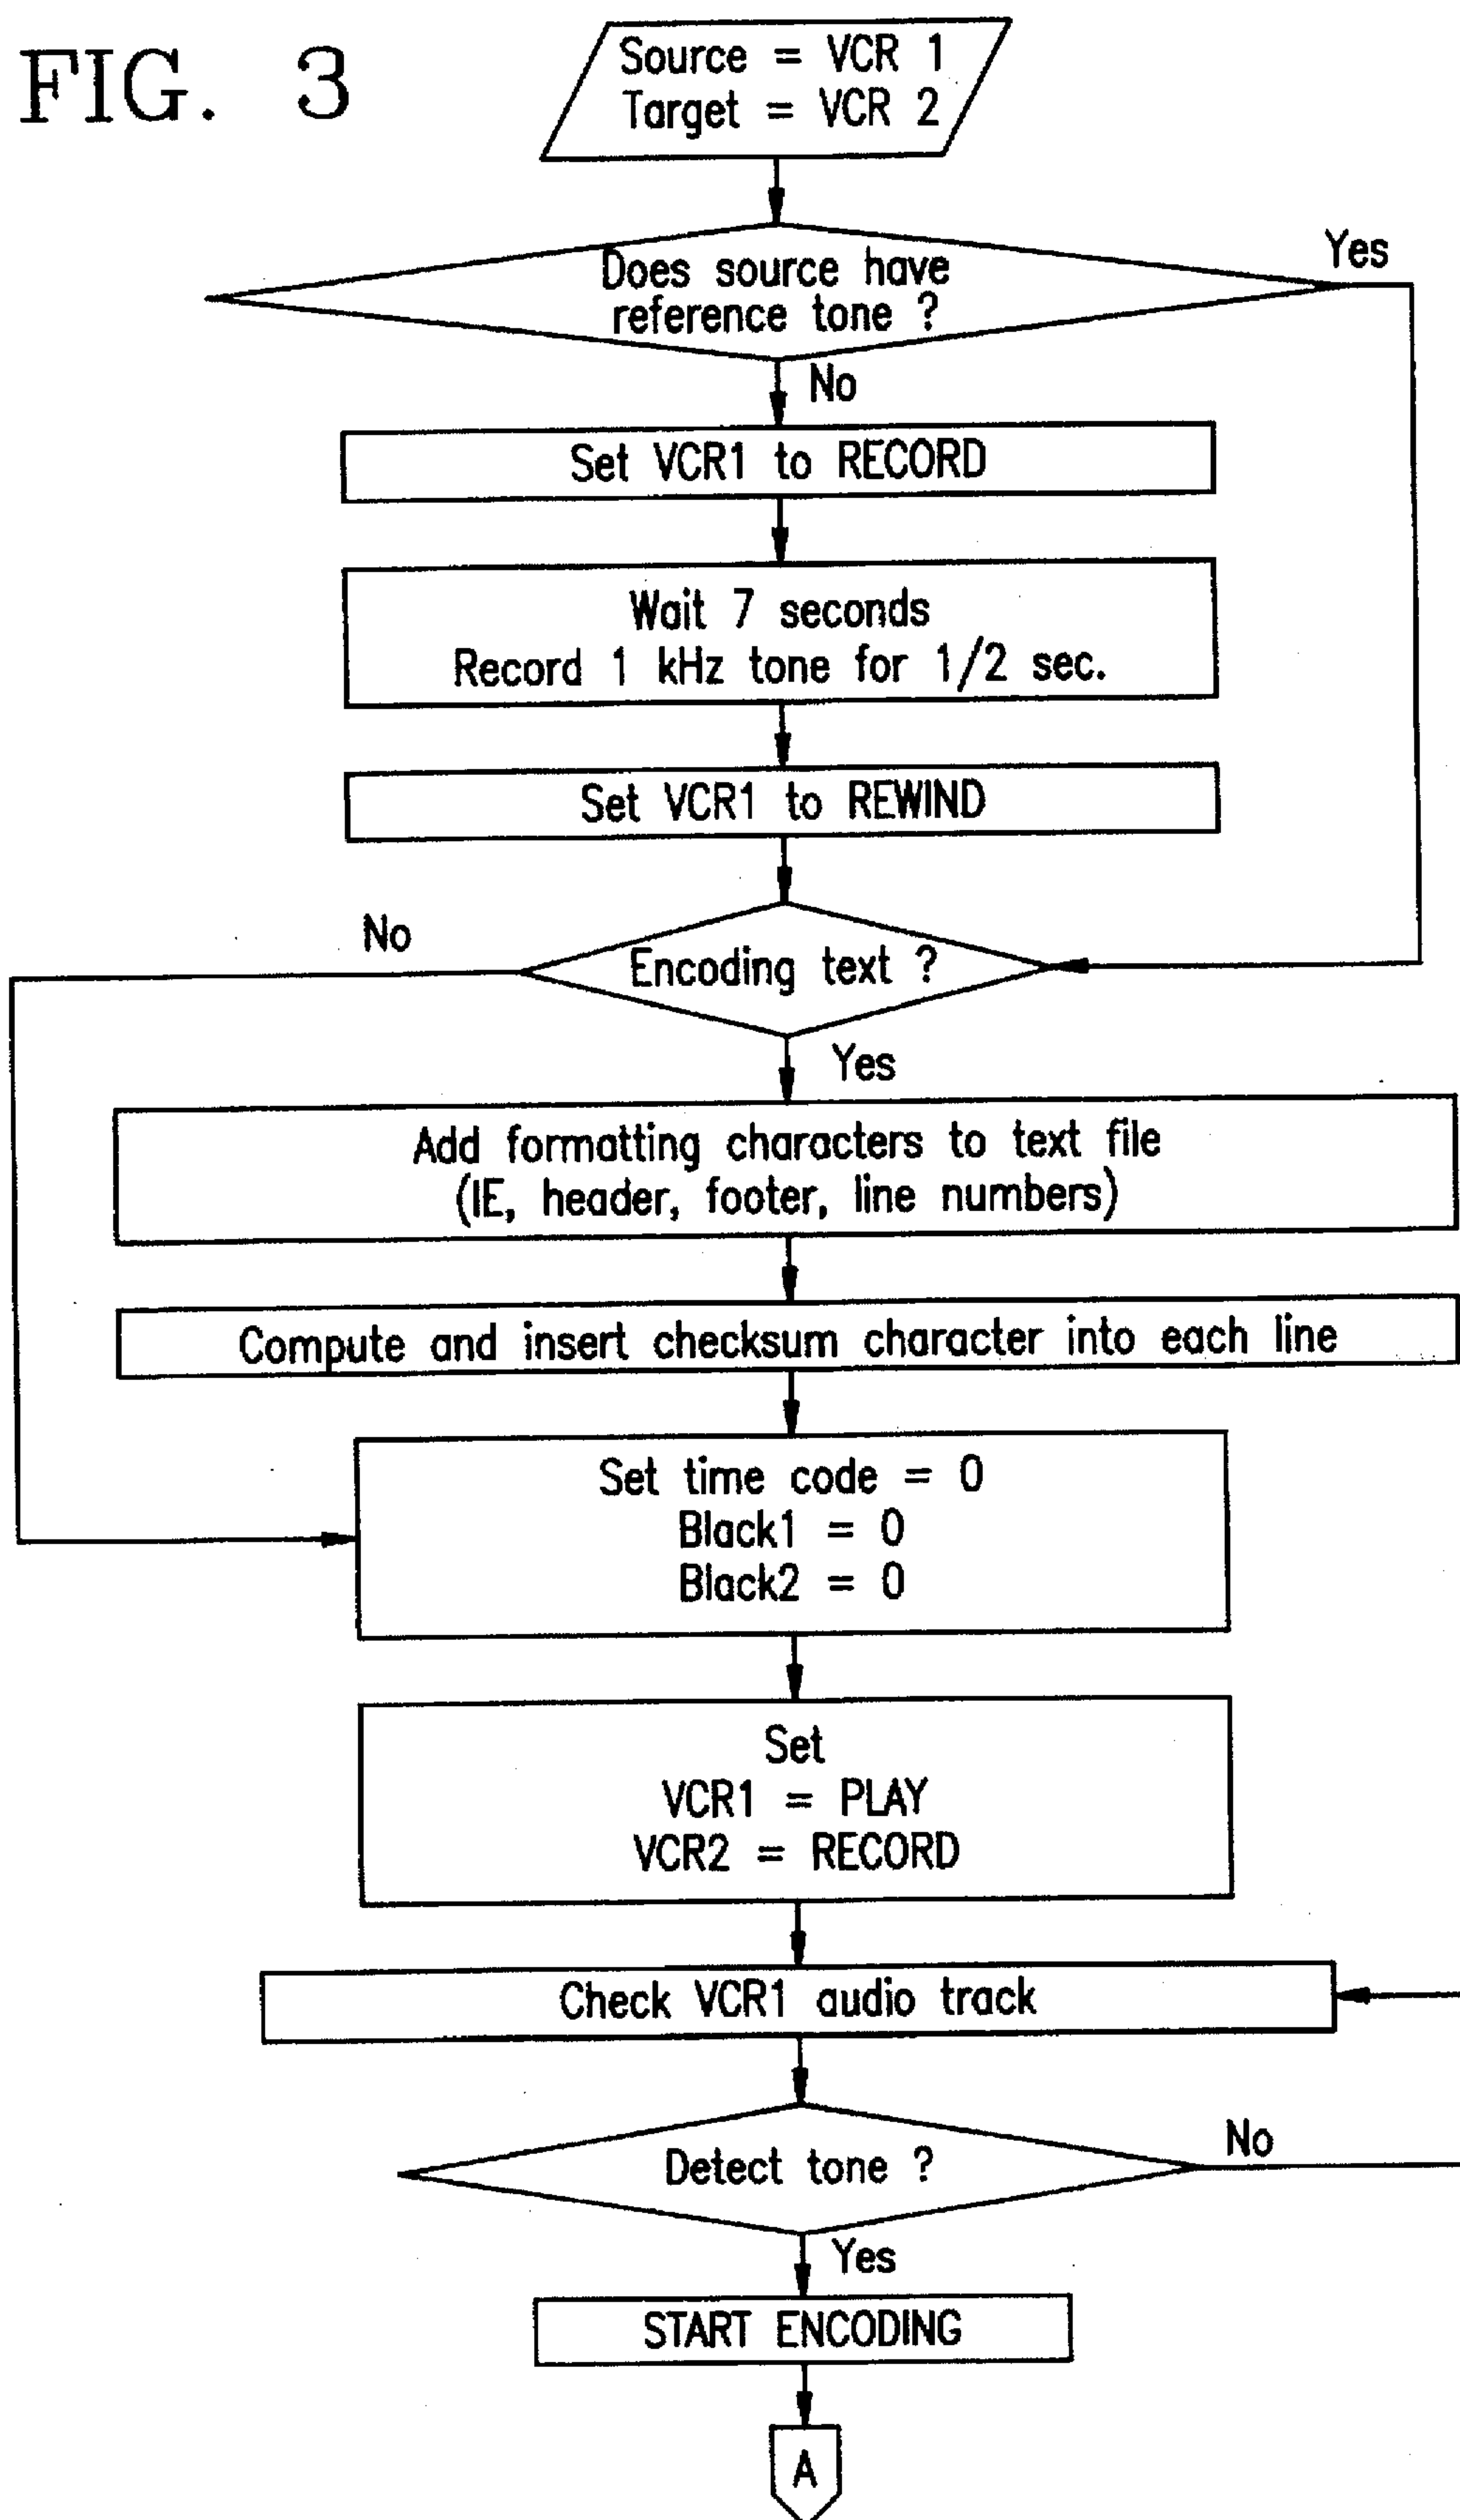 FIG. 3
Source = VCR 1
Target = VCR 2
Does source have
reference tone ?
Yes
No
Set VCR1 to RECORD
Wait 7 seconds
Record 1 kHz tone for 1/2 sec.
Set VCR1 to REWIND
No
Encoding text ?
Yes
Add formatting characters to text file
(IE, header, footer, line numbers)
Compute and insert checksum character into each line
Set time code = 0
Black1 = 0
Black2 = 0
Set
VCR1 = PLAY
VCR2 = RECORD
Check VCR1 audio track
Detect tone ?
No
Yes
START ENCODING
A